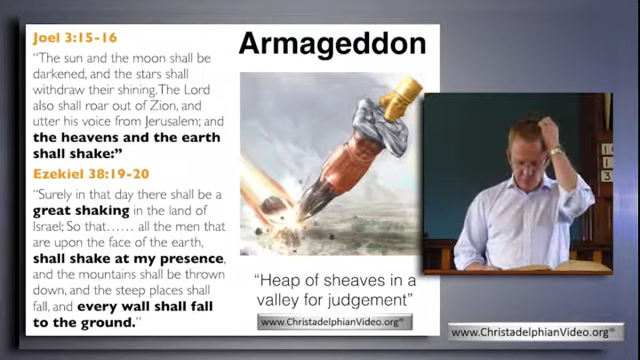 Joel 3:15-16
"The sun and the moon shall be
darkened, and the stars shall
withdraw their shining. The Lord
also shall roar out of Zion, and
utter his voice from Jerusalem; and
the heavens and the earth
shall shake:"
Ezekiel 38:19-20
"Surely in that day there shall be a
great shaking in the land of
Israel; So that...... all the men that
are upon the face of the earth,
shall shake at my presence,
and the mountains shall be thrown
down, and the steep places shall
fall, and every wall shall fall
to the ground."
Armageddon
"Heap of sheaves in a
valley for judgement"
www.ChristadelphianVideo.org
www.ChristadelphianVideo.org